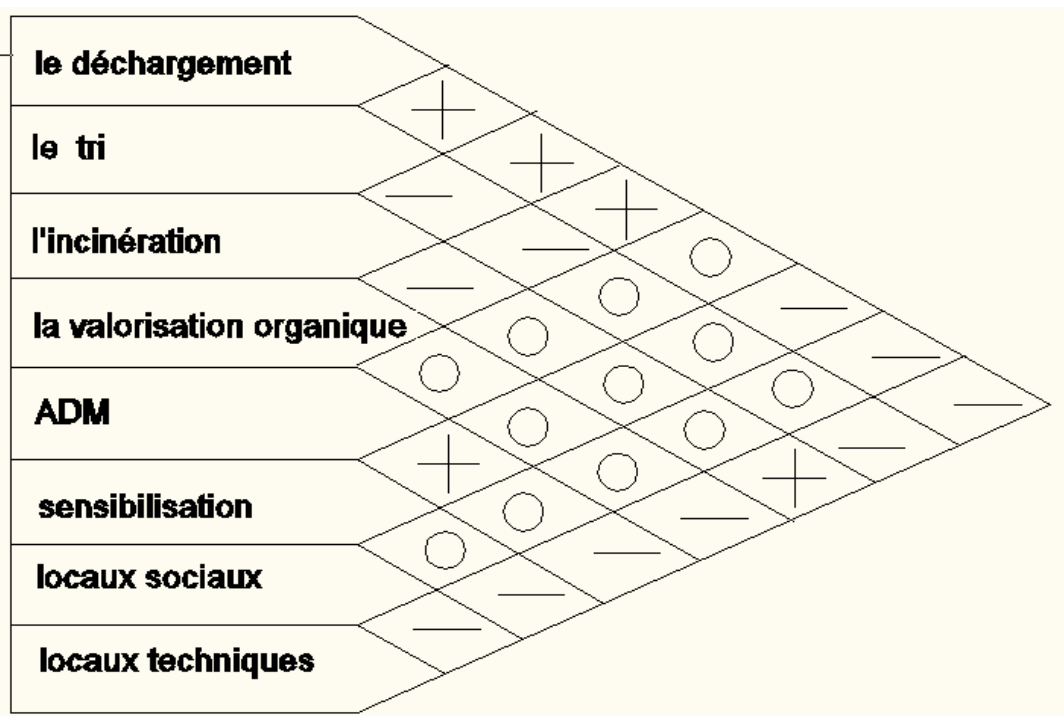 le déchargement
le tri
l'incinération
la valorisation organique
ADM
sensibilisation
locaux sociaux
locaux techniques